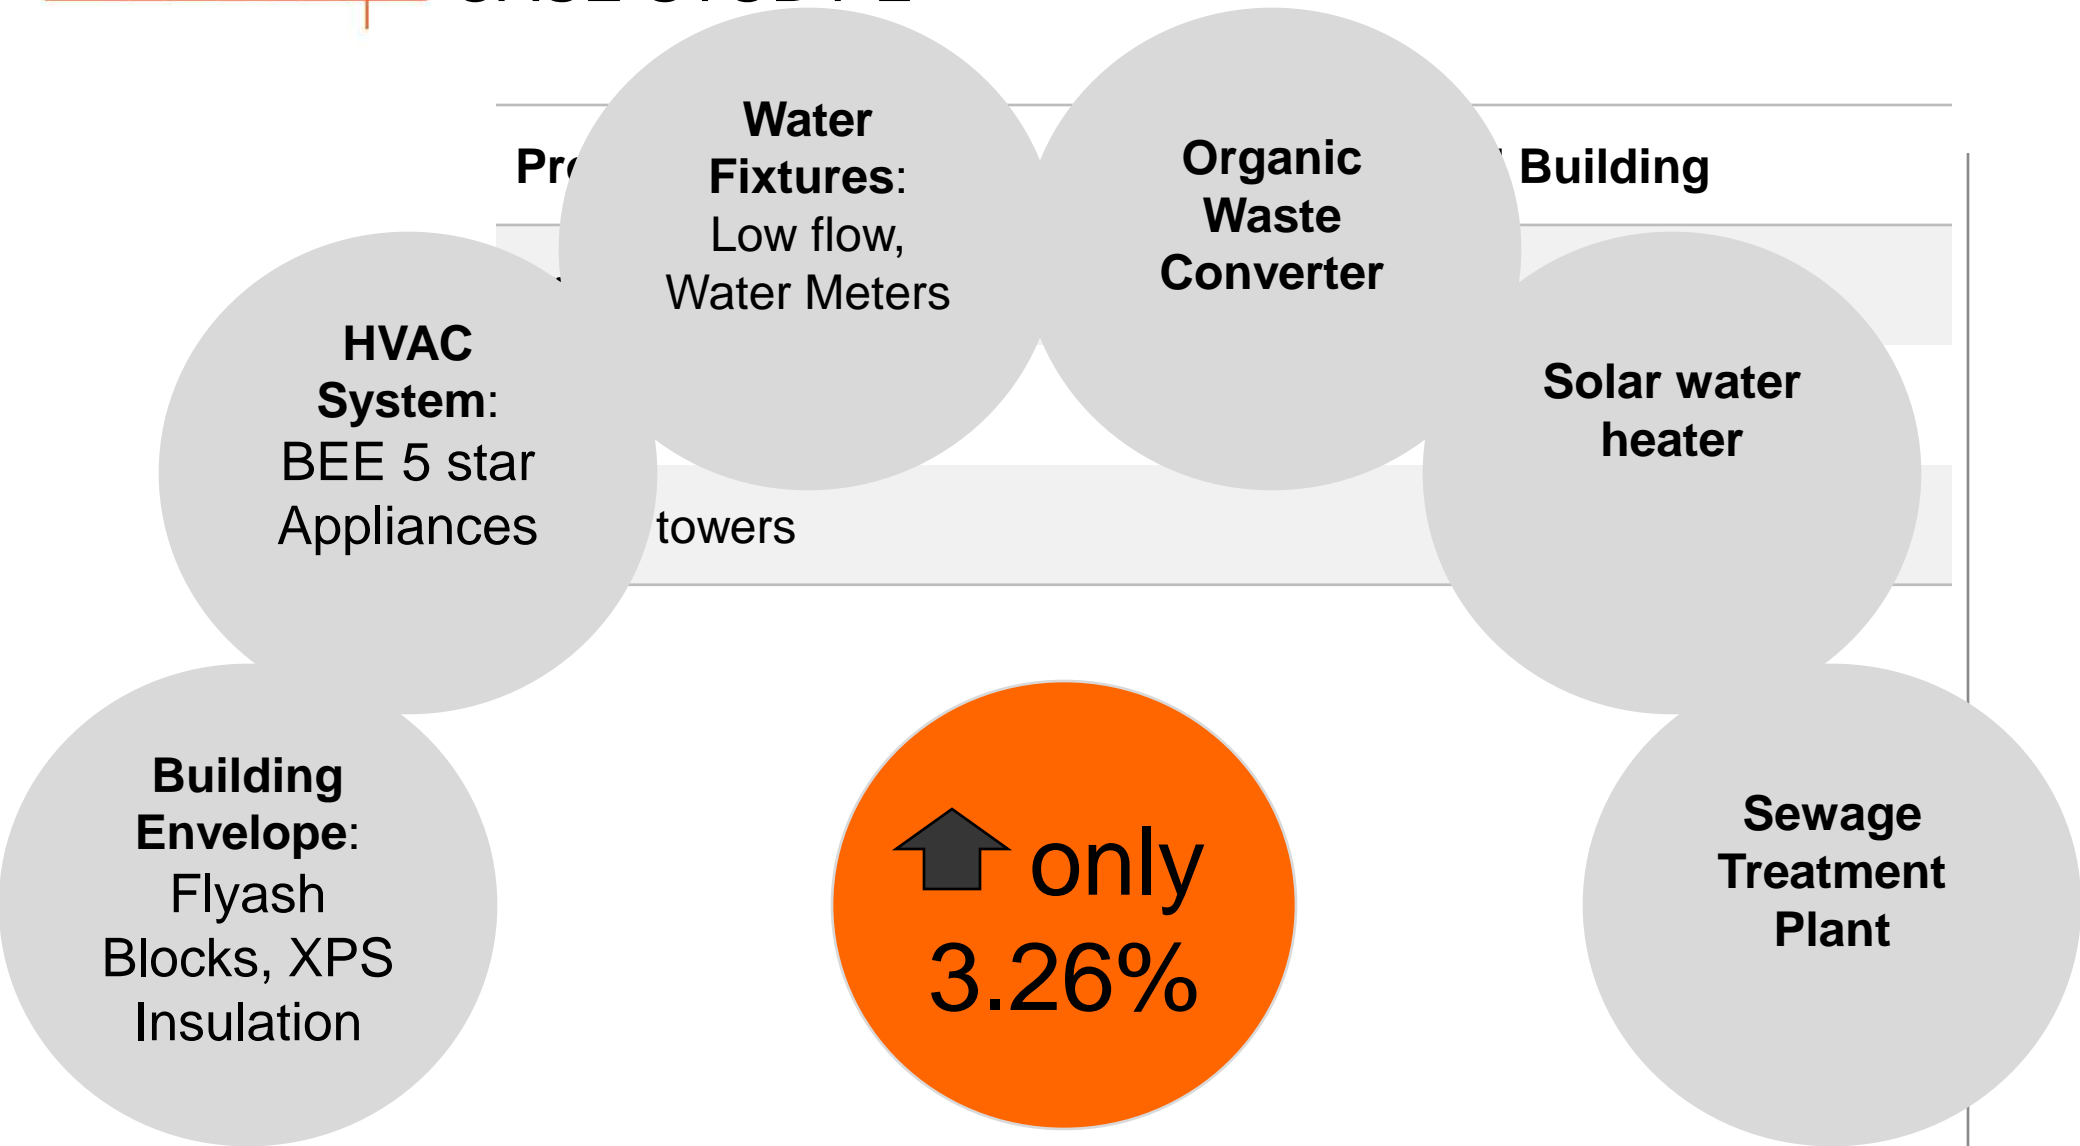 Building
Water
Fixtures:
Low flow,
Water Meters
Organic
Waste
Converter
HVAC
System:
BEE 5 star
Appliances
Solar water
heater
towers
Building
Envelope:
Flyash
Blocks, XPS
Insulation
only
3.26%
Sewage
Treatment
Plant